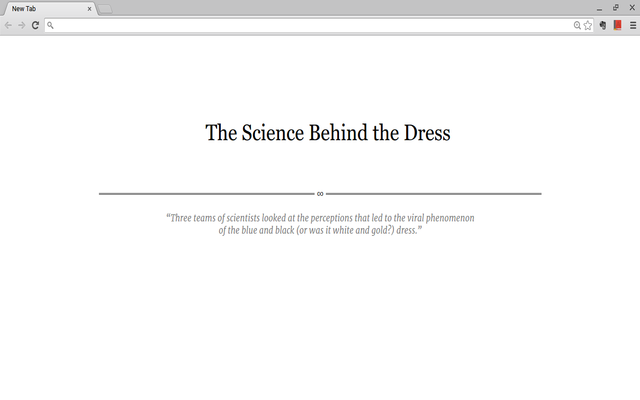 New Tab
The Science Behind the Dress
∞
“Three teams of scientists looked at the perceptions that led to the viral phenomenon
of the blue and black (or was it white and gold?) dress.”